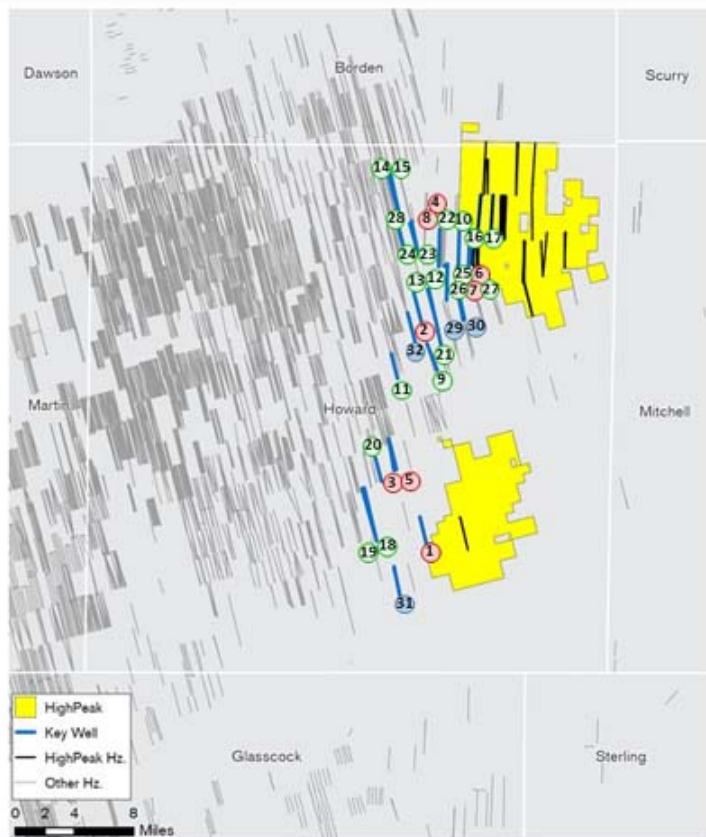 Dawson
Borden
Scurry
14 15
4
28 8 22 10
16 17
24 23
13 12 25 6
26 7 27
2 29 30
32
21
9
11
Martin
Howard
Mitchell
20
3 5
19 18 1
31
HighPeak
Key Well
HighPeak Hz.
Other Hz.
Glasscock
Sterling
0 2 4 8
Miles